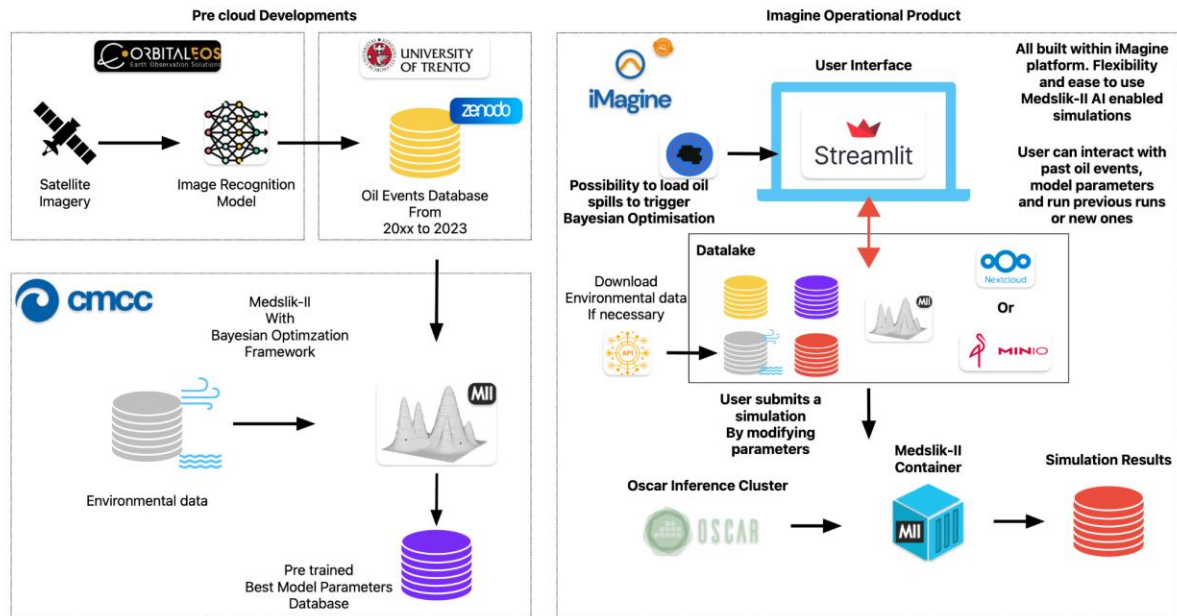 Pre cloud Developments
ORBITALEOS
Earth Observation Solutions
Satellite
Imagery
Image Recognition
Model
UNIVERSITY
OF TRENTO
zenodo
Oil Events Database
From
20xx to 2023
cmcc
Medslik-II
With
Bayesian Optimzation
Framework
MII
Environmental data
Pre trained
Best Model Parameters
Database
Imagine Operational Product
iMagine
User Interface
Streamlit
All built within iMagine
platform. Flexibility
and ease to use
Medslik-II AI enabled
simulations
User can interact with
past oil events,
model parameters
and run previous runs
or new ones
Possibility to load oil
spills to trigger
Bayesian Optimisation
Datalake
Download
Environmental data
If necessary
API
MII
Nextcloud
Or
MINIO
User submits a
simulation
By modifying
parameters
Medslik-II
Container
Simulation Results
Oscar Inference Cluster
OSCAR
MII